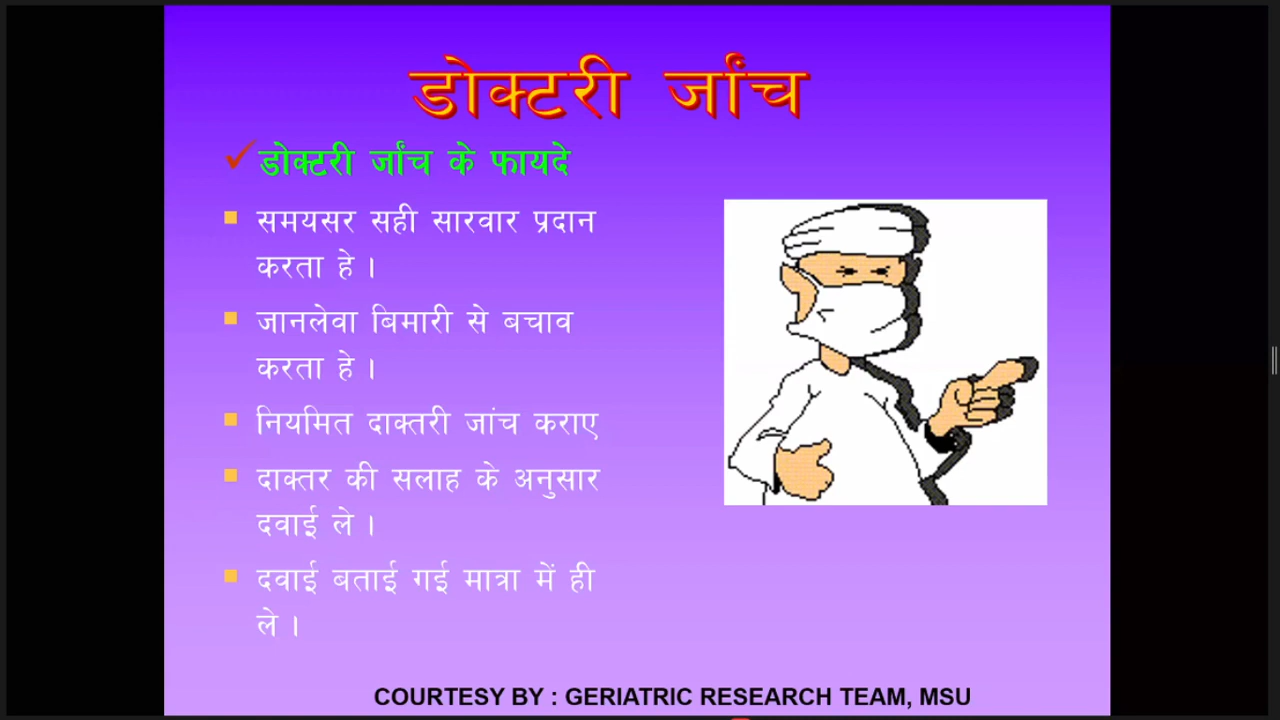 डोक्टरी जांच
डोक्टरी जांच के फायदे
समयसर सही सारवार प्रदान
करता हे ।
जानलेवा बिमारी से बचाव
करता हे ।
नियमित दाक्तरी जांच कराए
दाक्तर की सलाह के अनुसार
दवाई ले ।
दवाई बताई गई मात्रा में ही
ले ।
COURTESY BY : GERIATRIC RESEARCH TEAM, MSU